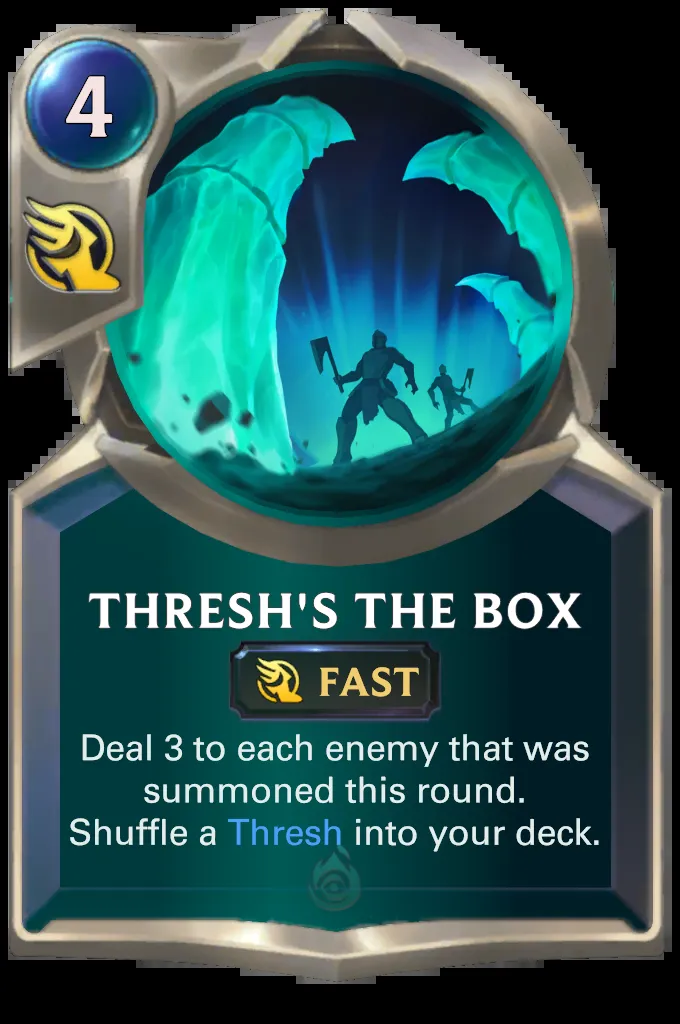 4
THRESH'S THE BOX
FAST
Deal 3 to each enemy that was
summoned this round.
Shuffle a Thresh into your deck.